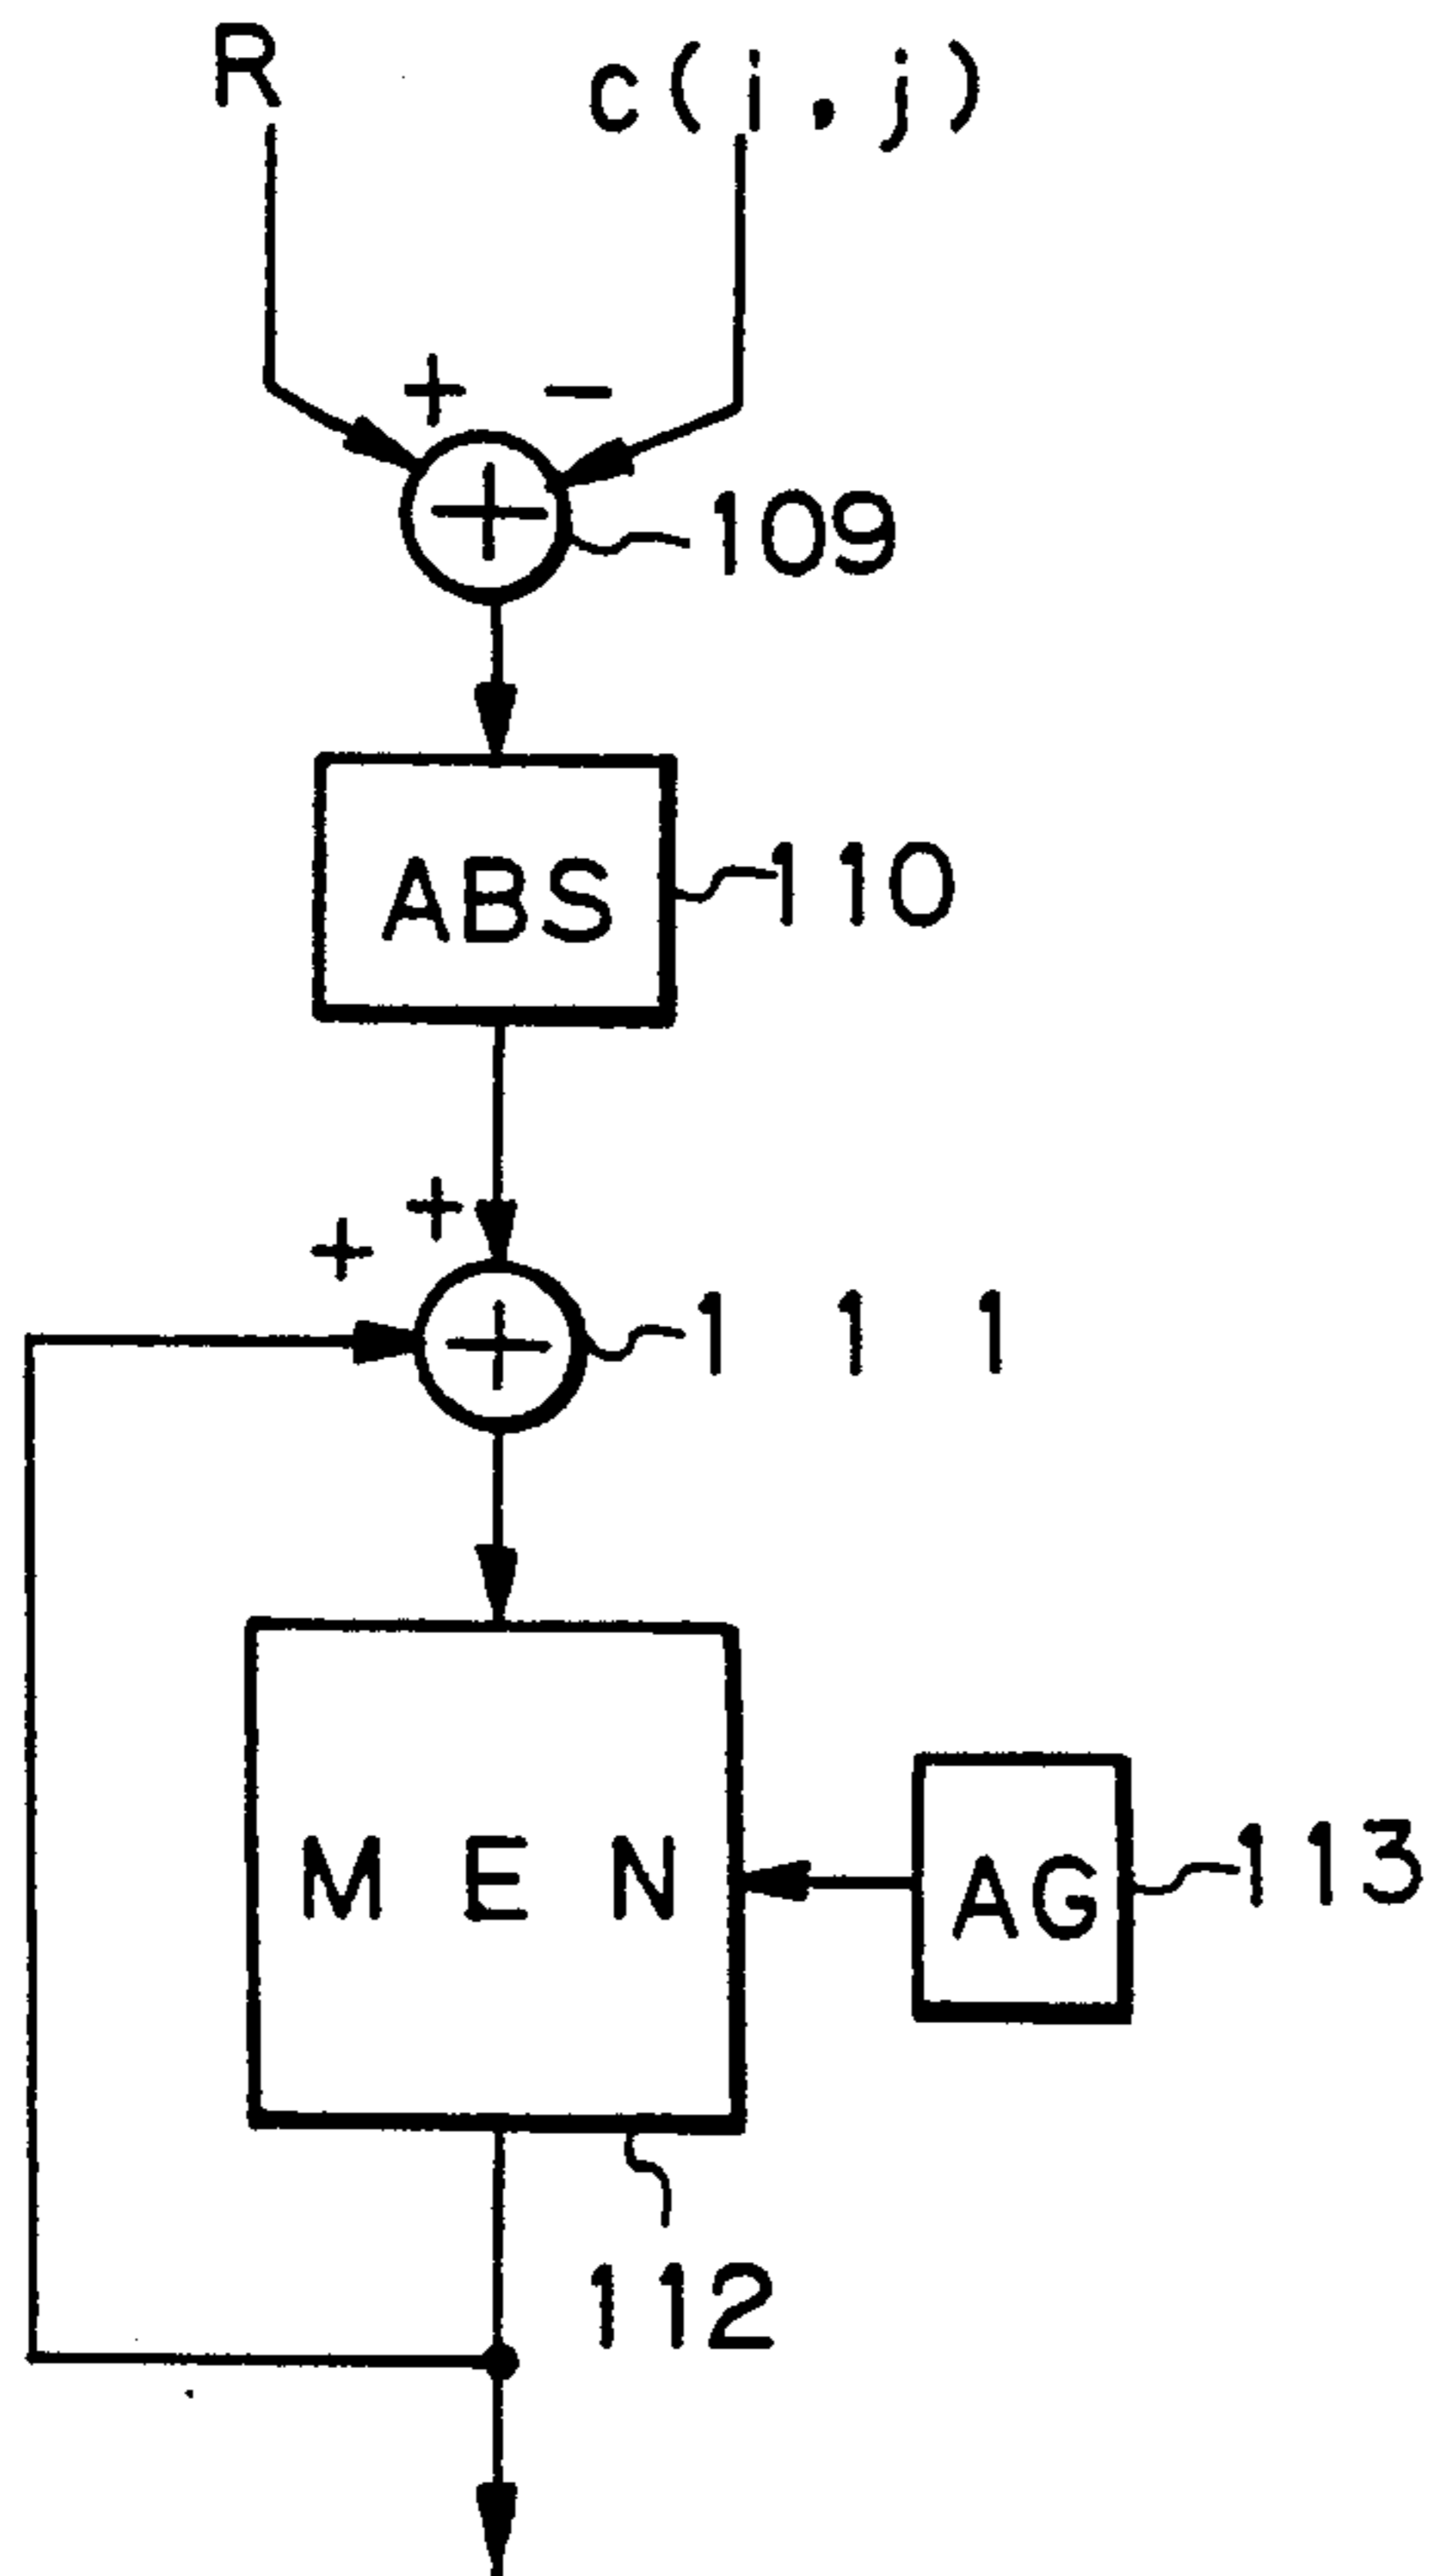 R
c(i,j)
+ −
+
109
ABS
110
+
+
+
111
MEN
AG
113
112